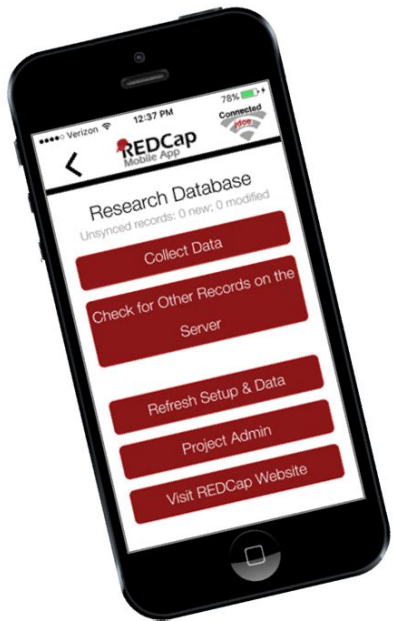 ●●●●○ Verizon 12:37 PM 78%
Connected
jdoe
REDCap
Mobile App
Research Database
Unsynced records: 0 new; 0 modified
Collect Data
Check for Other Records on the
Server
Refresh Setup & Data
Project Admin
Visit REDCap Website